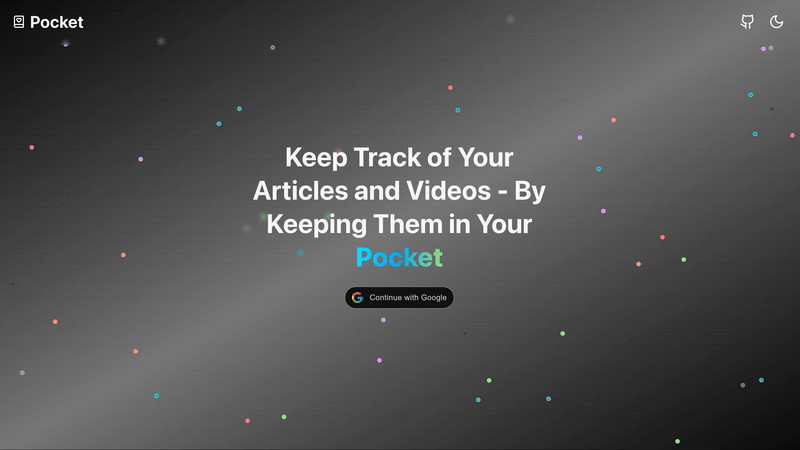 Pocket
Keep Track of Your
Articles and Videos - By
Keeping Them in Your
Pocket
Continue with Google